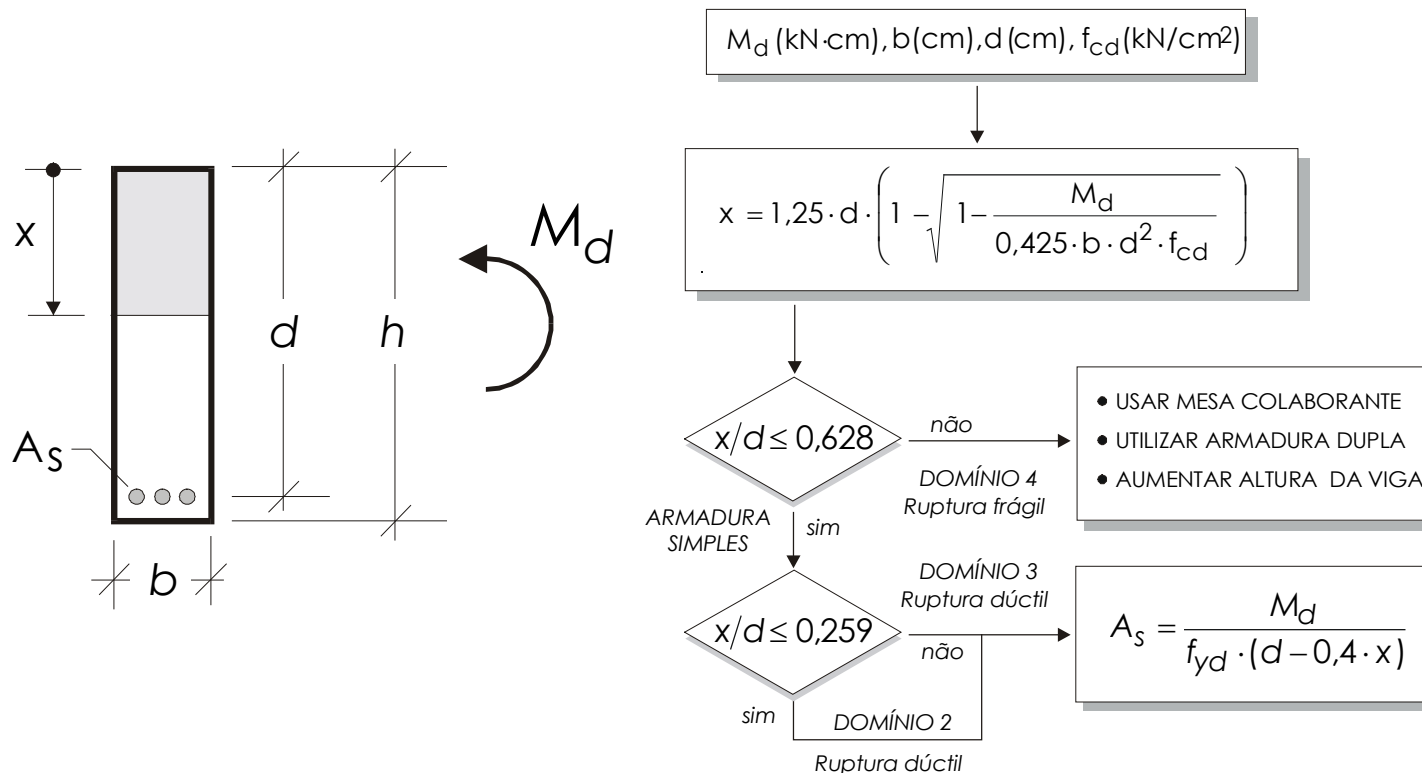 M_d (kN·cm), b(cm), d(cm), f_cd (kN/cm²)
x = 1,25 · d · ( 1 - √(1 - M_d / (0,425 · b · d² · f_cd)) )
x
d
h
M_d
A_s
b
x/d ≤ 0,628
não
DOMÍNIO 4
Ruptura frágil
• USAR MESA COLABORANTE
• UTILIZAR ARMADURA DUPLA
• AUMENTAR ALTURA DA VIGA
ARMADURA
SIMPLES
sim
x/d ≤ 0,259
não
DOMÍNIO 3
Ruptura dúctil
A_s = M_d / (f_yd · (d − 0,4 · x))
sim
DOMÍNIO 2
Ruptura dúctil